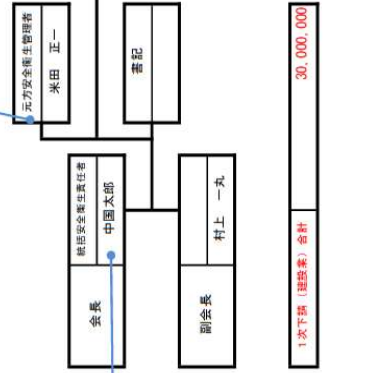 元方安全衛生管理者
米田　正一
書記
30,000,000
会長
統括安全衛生責任者
中国太郎
副会長
村上　一丸
1次下請（建設業）合計